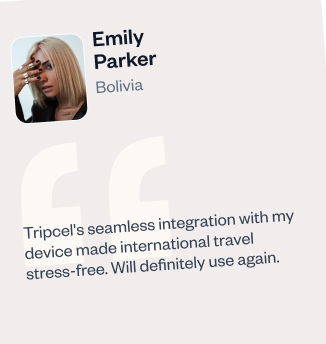 Emily
Parker
Bolivia
Tripcel's seamless integration with my
device made international travel
stress-free. Will definitely use again.